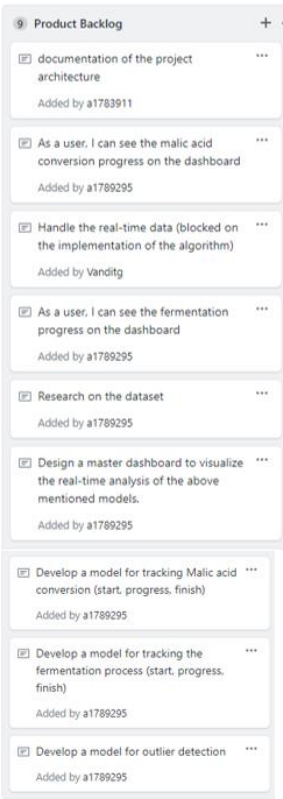 9 Product Backlog
documentation of the project
architecture
Added by a1783911
As a user, I can see the malic acid
conversion progress on the dashboard
Added by a1789295
Handle the real-time data (blocked on
the implementation of the algorithm)
Added by Vanditg
As a user, I can see the fermentation
progress on the dashboard
Added by a1789295
Research on the dataset
Added by a1789295
Design a master dashboard to visualize
the real-time analysis of the above
mentioned models.
Added by a1789295
Develop a model for tracking Malic acid
conversion (start, progress, finish)
Added by a1789295
Develop a model for tracking the
fermentation process (start, progress,
finish)
Added by a1789295
Develop a model for outlier detection
Added by a1789295